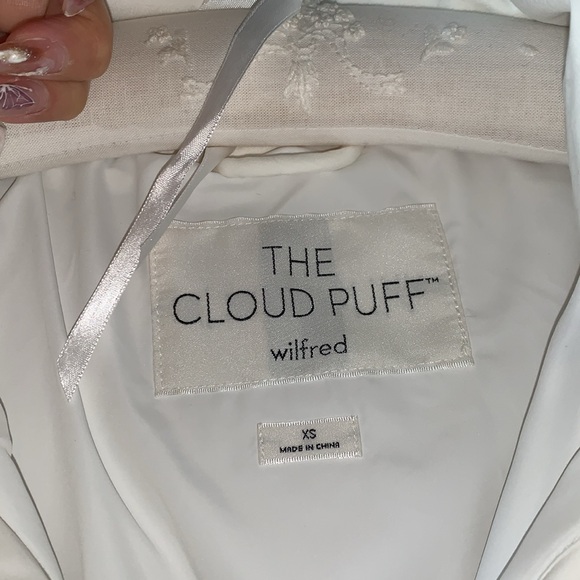 THE
CLOUD PUFF™
wilfred
XS
MADE IN CHINA